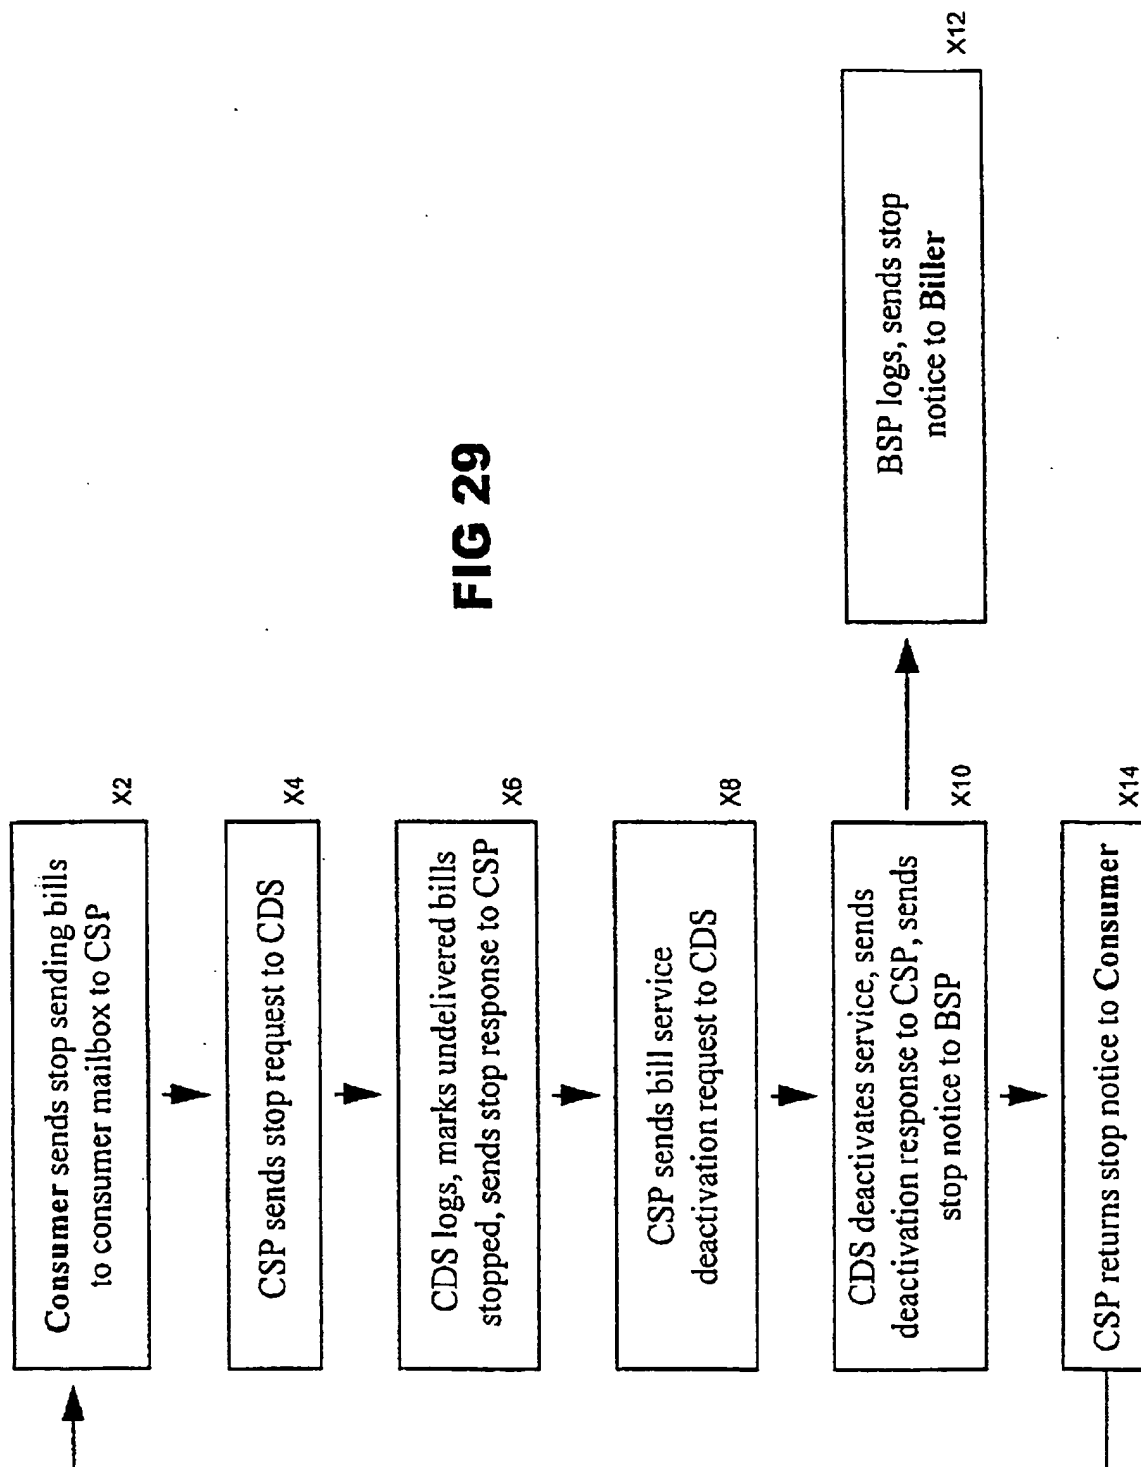 Consumer sends stop sending bills
to consumer mailbox to CSP
X2
CSP sends stop request to CDS
X4
CDS logs, marks undelivered bills
stopped, sends stop response to CSP
X6
CSP sends bill service
deactivation request to CDS
X8
CDS deactivates service, sends
deactivation response to CSP, sends
stop notice to BSP
X10
BSP logs, sends stop
notice to Biller
X12
CSP returns stop notice to Consumer
X14
FIG 29